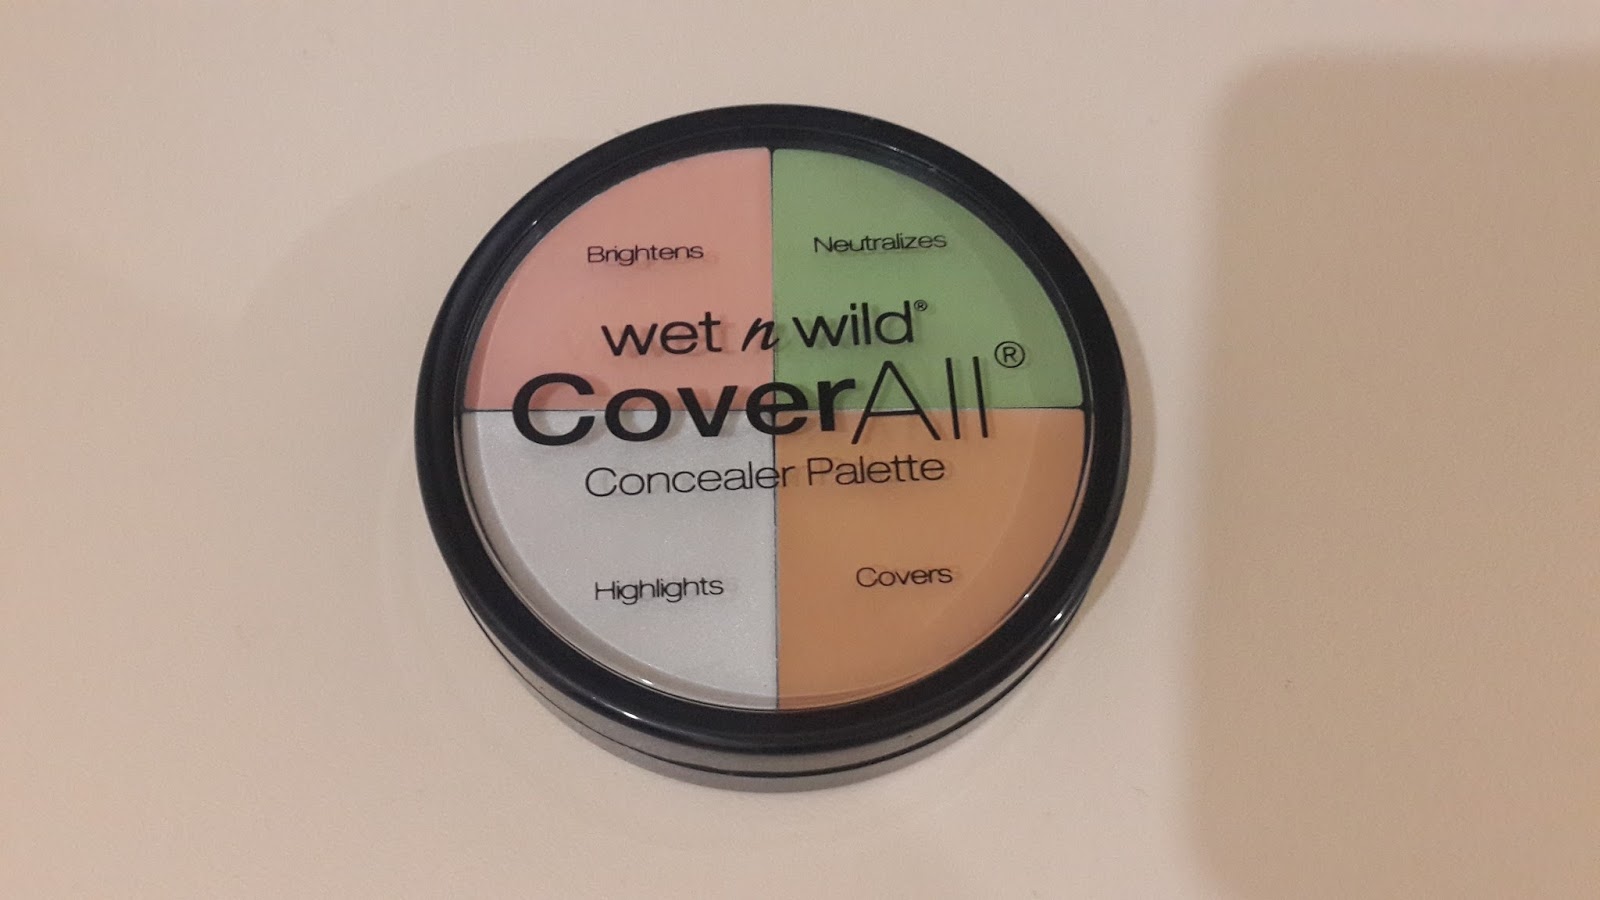 Brightens
Neutralizes
wet n wild®
CoverAll®
Concealer Palette
Highlights
Covers